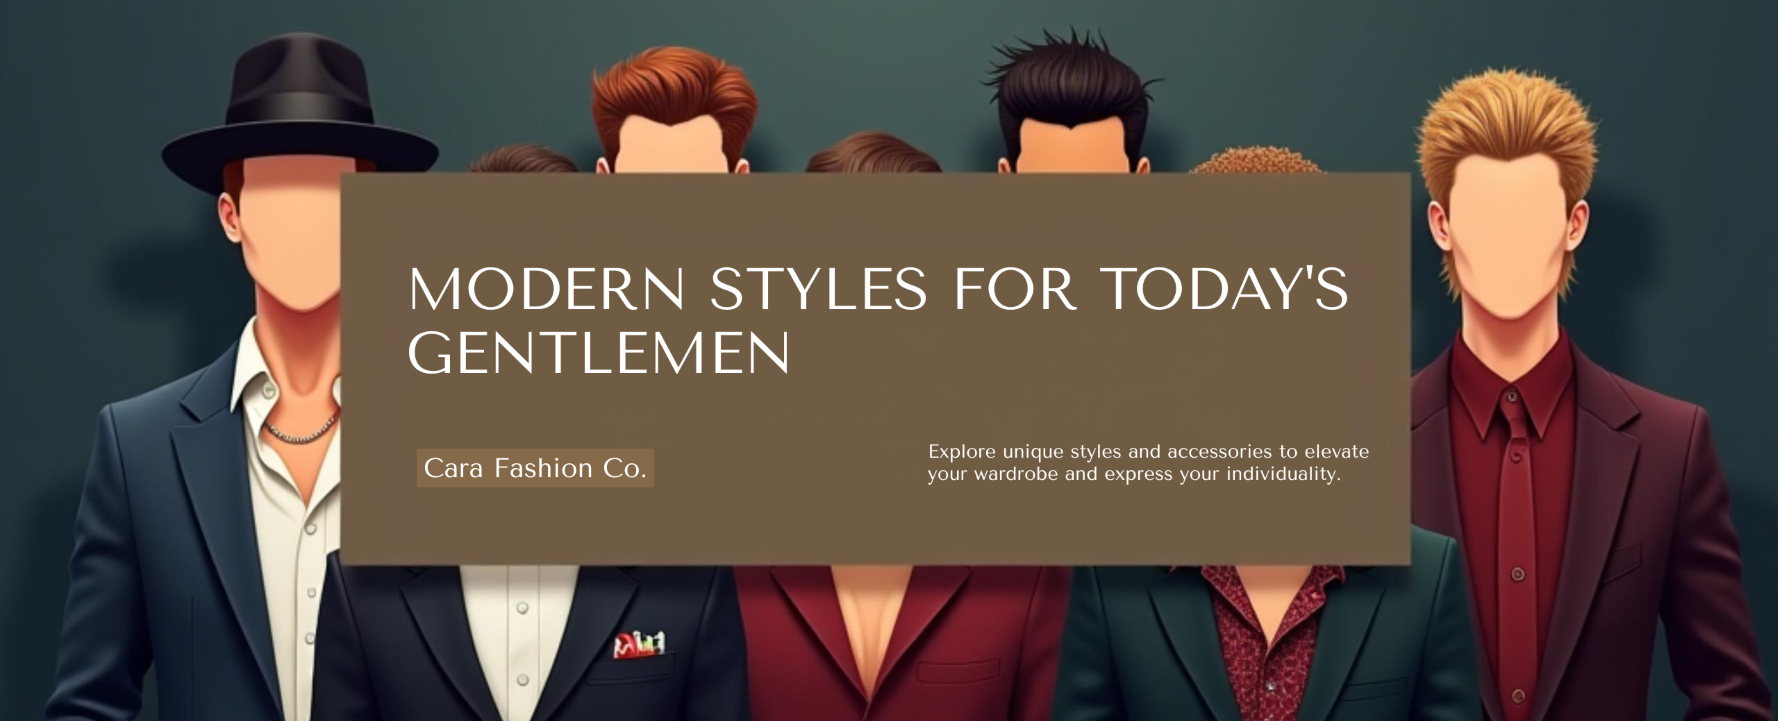 MODERN STYLES FOR TODAY'S
GENTLEMEN
Cara Fashion Co.
Explore unique styles and accessories to elevate
your wardrobe and express your individuality.